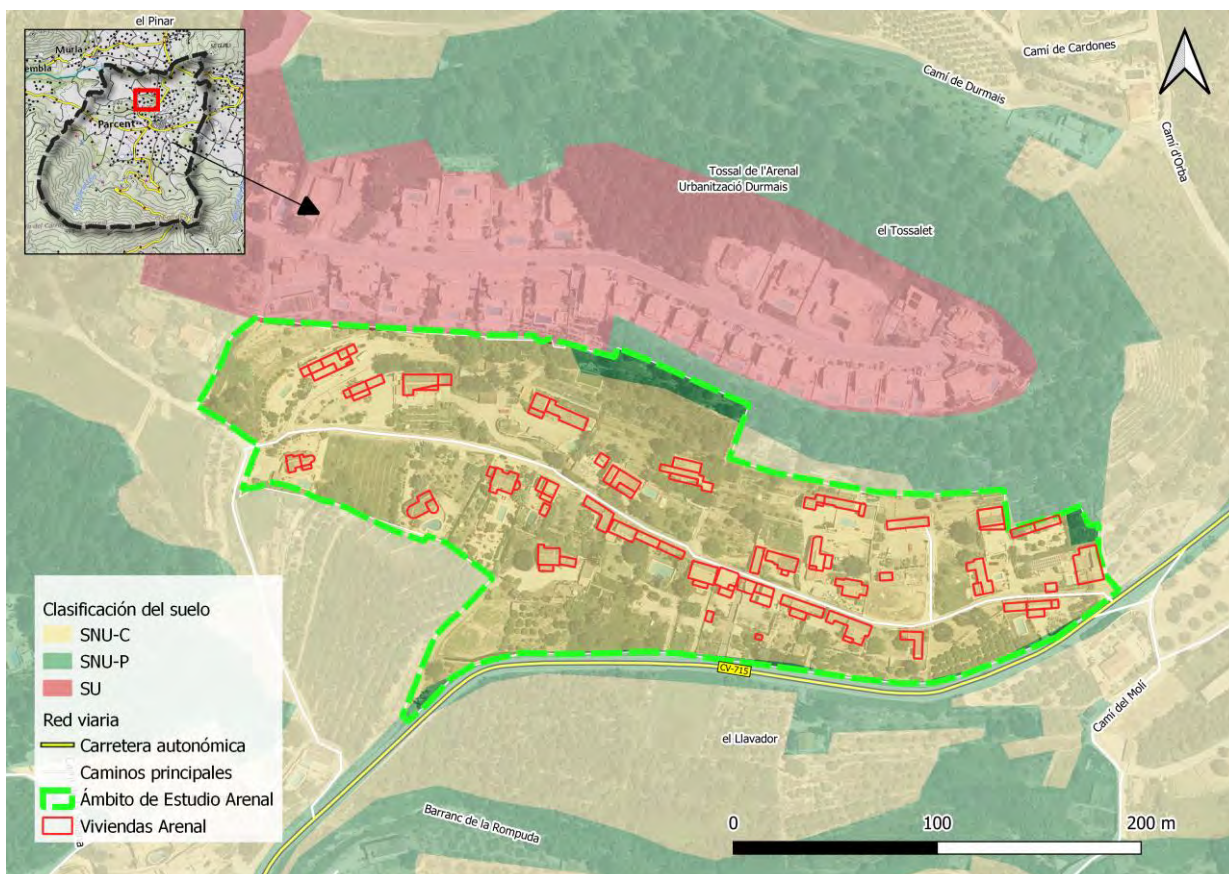 el Pinar
Murla
embla
Parcent
Camí de Cardones
Camí de Durmais
Camí d'Orba
Tossal de l'Arenal
Urbanització Durmais
el Tossalet
CV-715
Camí del Molí
el Llavador
Barranc de la Rompuda
Clasificación del suelo
SNU-C
SNU-P
SU
Red viaria
Carretera autonómica
Caminos principales
Ámbito de Estudio Arenal
Viviendas Arenal
0 100 200 m